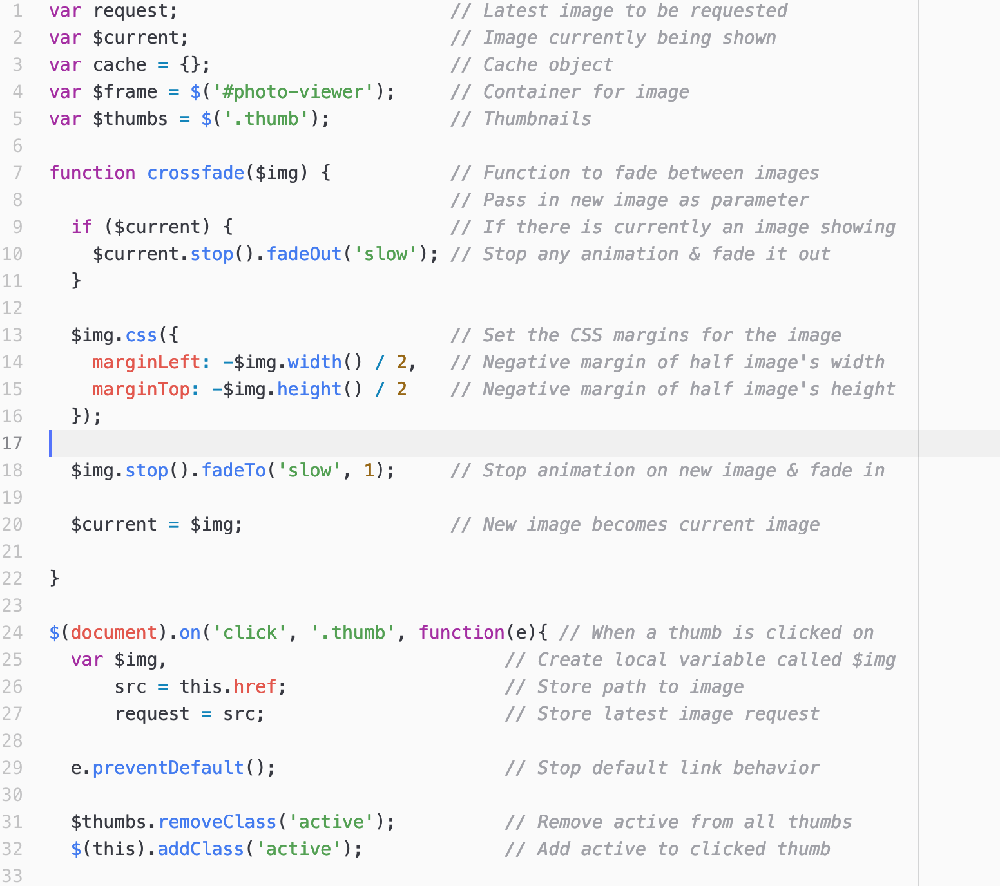 1 var request; // Latest image to be requested
2 var $current; // Image currently being shown
3 var cache = {}; // Cache object
4 var $frame = $('#photo-viewer'); // Container for image
5 var $thumbs = $('.thumb'); // Thumbnails
6
7 function crossfade($img) { // Function to fade between images
8 // Pass in new image as parameter
9 if ($current) { // If there is currently an image showing
10 $current.stop().fadeOut('slow'); // Stop any animation & fade it out
11 }
12
13 $img.css({ // Set the CSS margins for the image
14 marginLeft: -$img.width() / 2, // Negative margin of half image's width
15 marginTop: -$img.height() / 2 // Negative margin of half image's height
16 });
17
18 $img.stop().fadeTo('slow', 1); // Stop animation on new image & fade in
19
20 $current = $img; // New image becomes current image
21
22 }
23
24 $(document).on('click', '.thumb', function(e){ // When a thumb is clicked on
25 var $img, // Create local variable called $img
26 src = this.href; // Store path to image
27 request = src; // Store latest image request
28
29 e.preventDefault(); // Stop default link behavior
30
31 $thumbs.removeClass('active'); // Remove active from all thumbs
32 $(this).addClass('active'); // Add active to clicked thumb
33